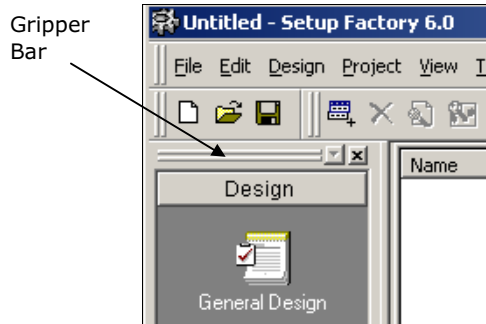 Gripper
Bar
Untitled - Setup Factory 6.0
File Edit Design Project View T
Name
Design
General Design